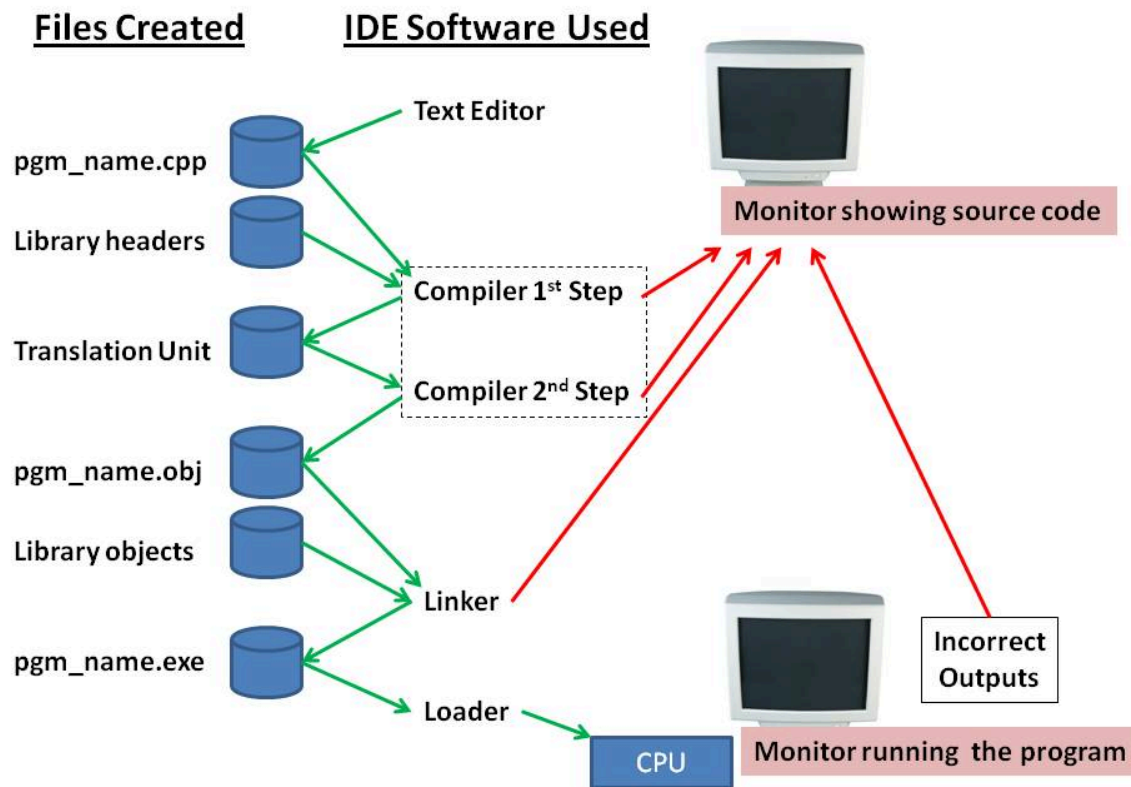 Files Created
IDE Software Used
Text Editor
pgm_name.cpp
Monitor showing source code
Library headers
Compiler 1st Step
Translation Unit
Compiler 2nd Step
pgm_name.obj
Library objects
Linker
pgm_name.exe
Incorrect
Outputs
Loader
CPU
Monitor running the program